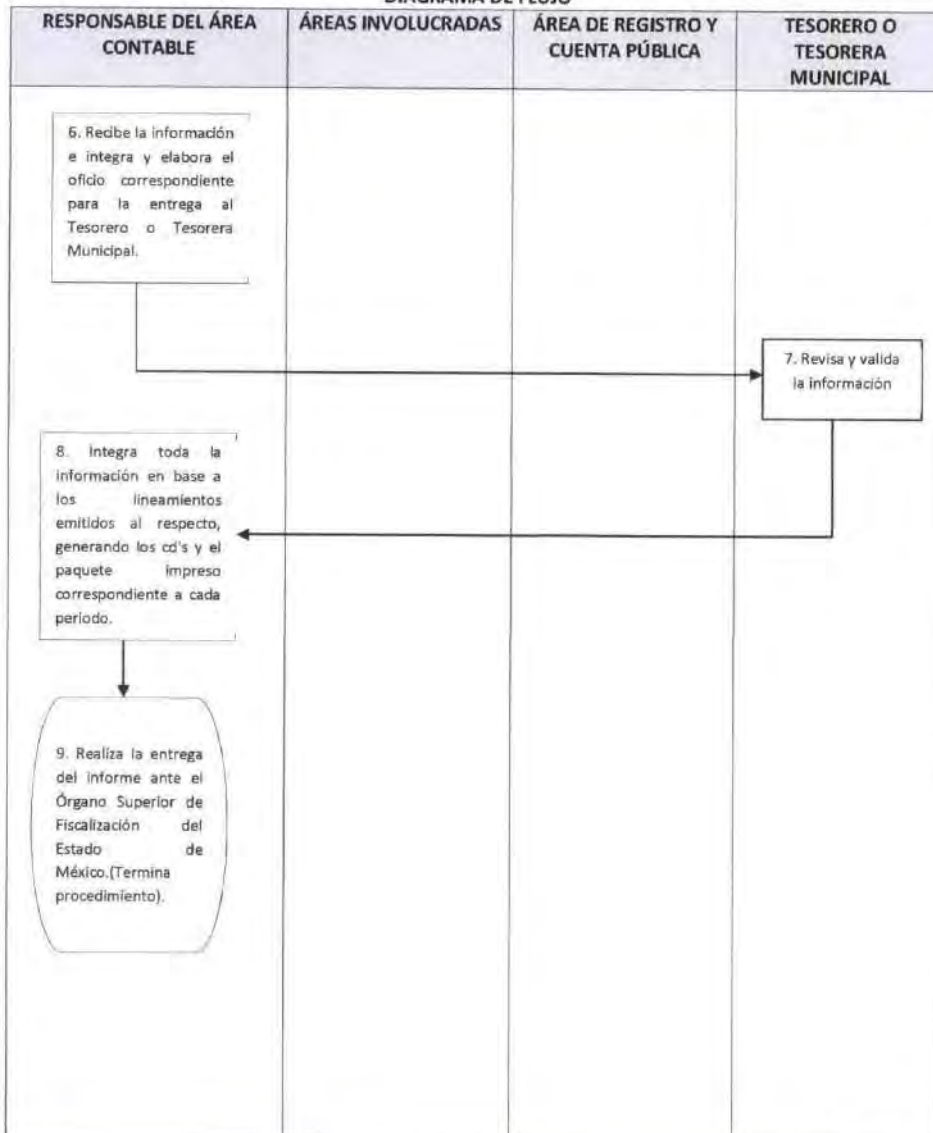 DIAGRAMA DE FLUJO
RESPONSABLE DEL ÁREA
CONTABLE
ÁREAS INVOLUCRADAS
ÁREA DE REGISTRO Y
CUENTA PÚBLICA
TESORERO O
TESORERA
MUNICIPAL
6. Recibe la información
e integra y elabora el
oficio correspondiente
para la entrega al
Tesorero o Tesorera
Municipal.
7. Revisa y valida
la información
8. Integra toda la
información en base a
los lineamientos
emitidos al respecto,
generando los cd's y el
paquete impreso
correspondiente a cada
periodo.
9. Realiza la entrega
del informe ante el
Órgano Superior de
Fiscalización del
Estado de
México.(Termina
procedimiento).